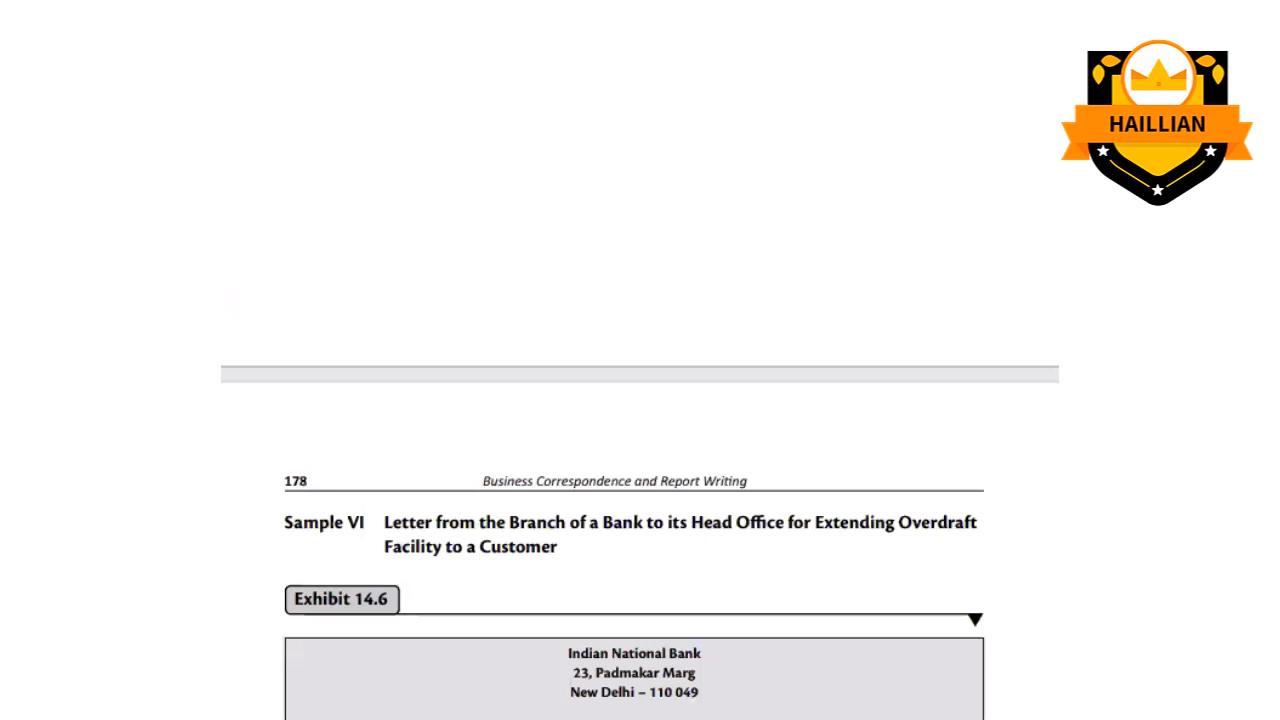 HAILLIAN
178 Business Correspondence and Report Writing
Sample VI Letter from the Branch of a Bank to its Head Office for Extending Overdraft
Facility to a Customer
Exhibit 14.6
Indian National Bank
23, Padmakar Marg
New Delhi – 110 049